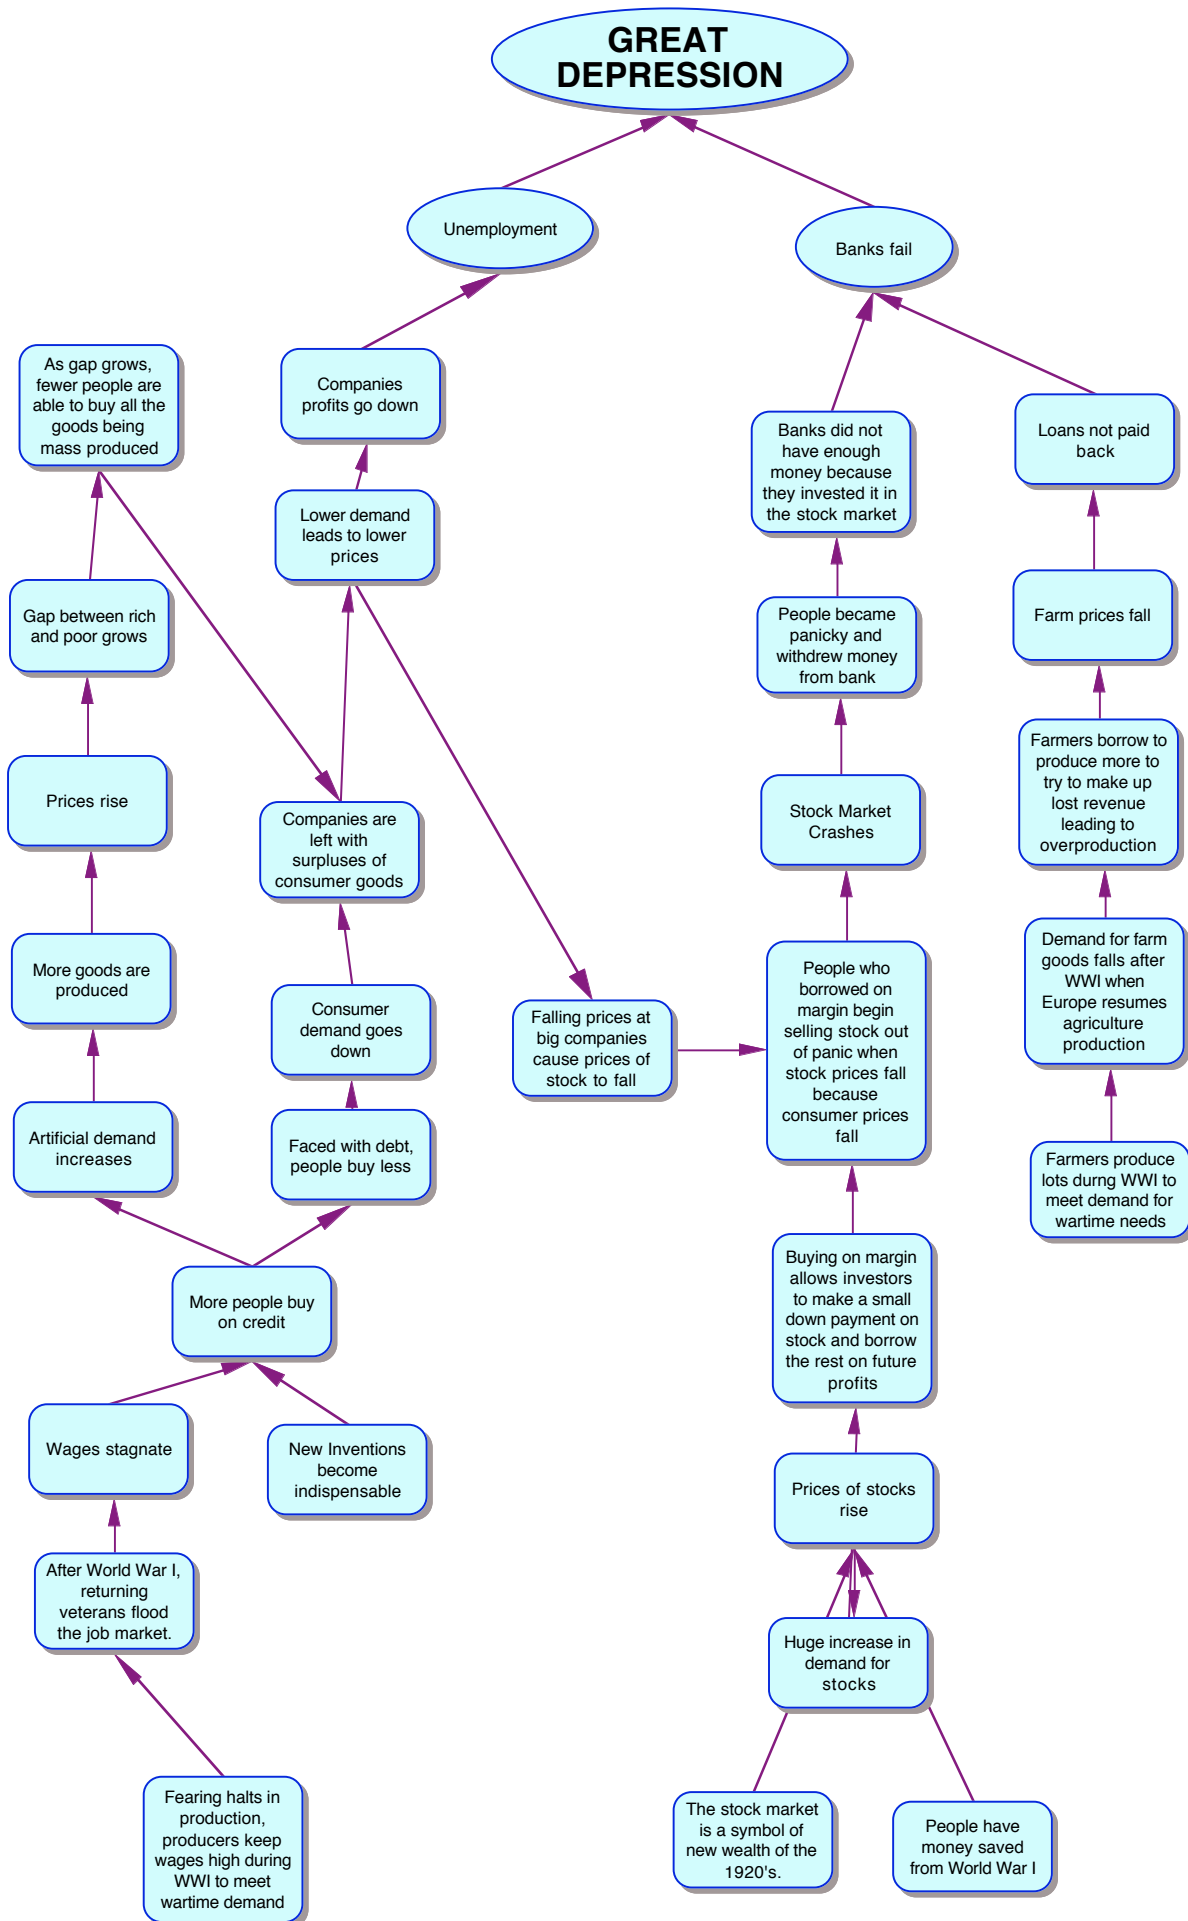 GREAT
DEPRESSION
Unemployment
Banks fail
As gap grows,
fewer people are
able to buy all the
goods being
mass produced
Companies
profits go down
Banks did not
have enough
money because
they invested it in
the stock market
Loans not paid
back
Lower demand
leads to lower
prices
Gap between rich
and poor grows
People became
panicky and
withdrew money
from bank
Farm prices fall
Prices rise
Companies are
left with
surpluses of
consumer goods
Stock Market
Crashes
Farmers borrow to
produce more to
try to make up
lost revenue
leading to
overproduction
More goods are
produced
Consumer
demand goes
down
Falling prices at
big companies
cause prices of
stock to fall
People who
borrowed on
margin begin
selling stock out
of panic when
stock prices fall
because
consumer prices
fall
Demand for farm
goods falls after
WWI when
Europe resumes
agriculture
production
Artificial demand
increases
Faced with debt,
people buy less
Farmers produce
lots durng WWI to
meet demand for
wartime needs
More people buy
on credit
Buying on margin
allows investors
to make a small
down payment on
stock and borrow
the rest on future
profits
Wages stagnate
New Inventions
become
indispensable
Prices of stocks
rise
After World War I,
returning
veterans flood
the job market.
Huge increase in
demand for
stocks
Fearing halts in
production,
producers keep
wages high during
WWI to meet
wartime demand
The stock market
is a symbol of
new wealth of the
1920's.
People have
money saved
from World War I